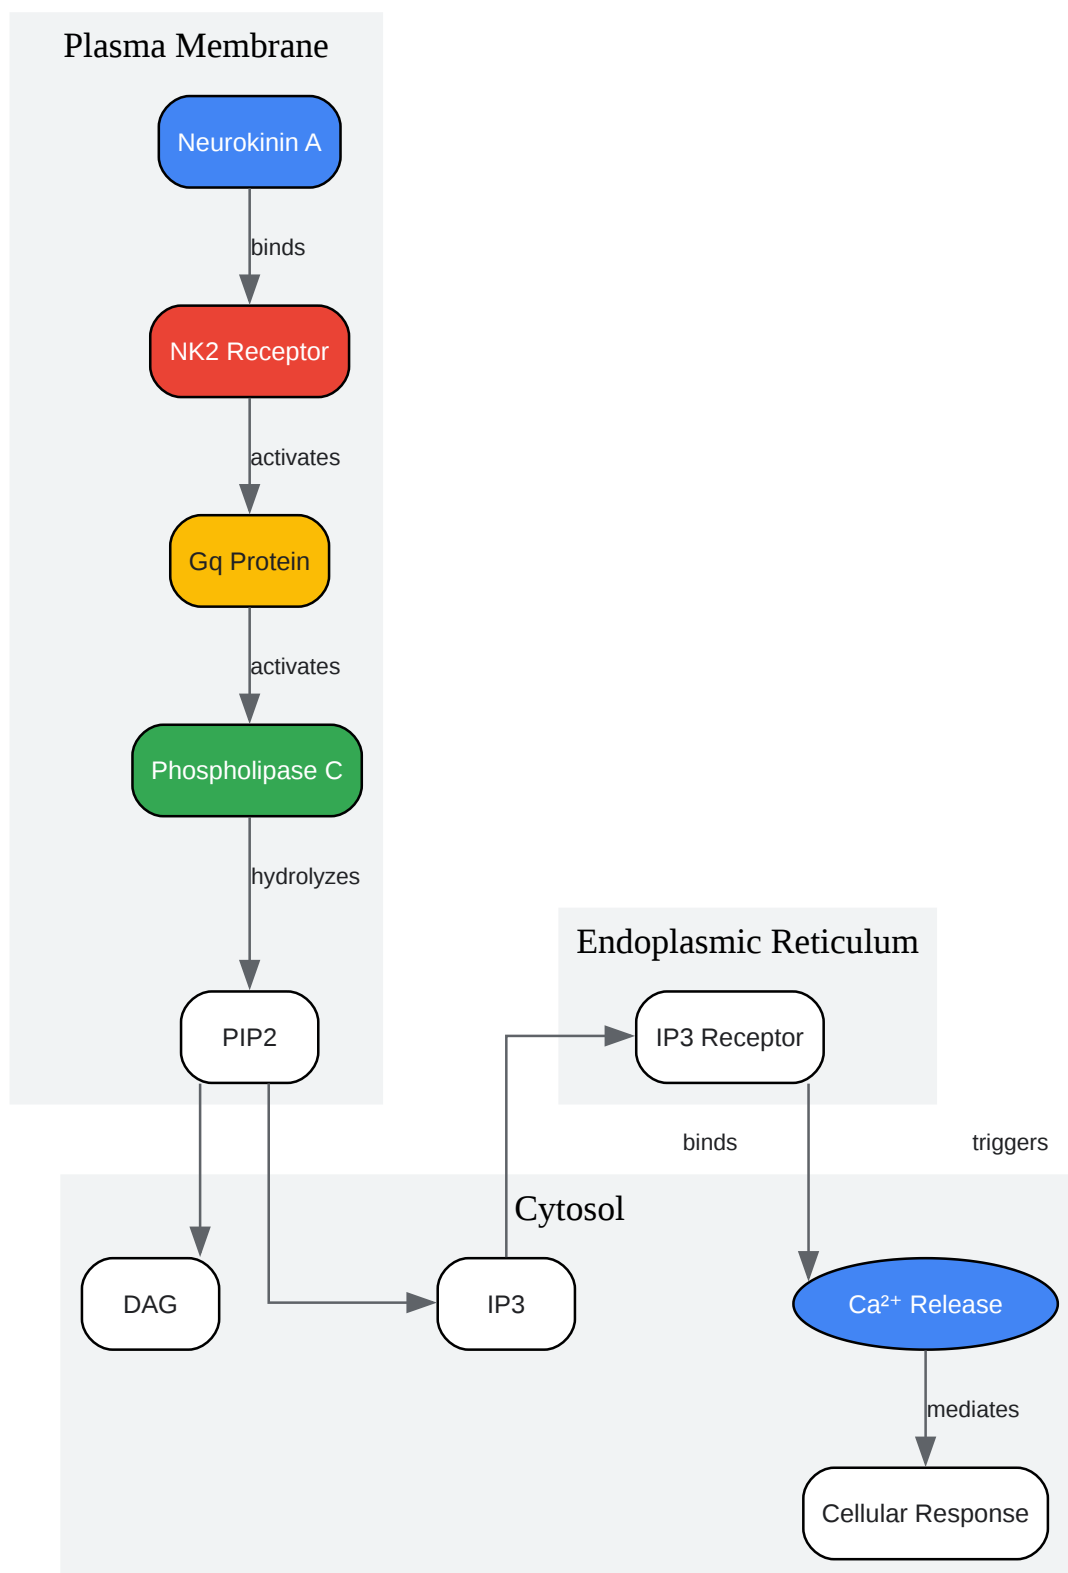 Plasma Membrane
Neurokinin A
binds
NK2 Receptor
activates
Gq Protein
activates
Phospholipase C
hydrolyzes
Endoplasmic Reticulum
PIP2
IP3 Receptor
binds
triggers
Cytosol
DAG
IP3
Ca²⁺ Release
mediates
Cellular Response